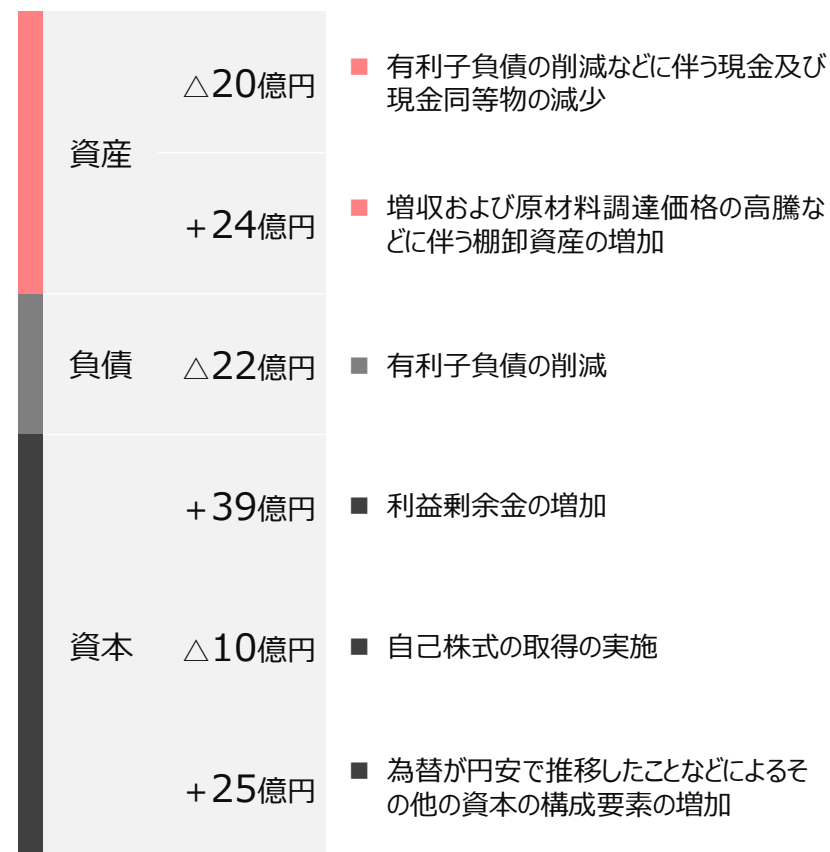 資産
△20億円
■ 有利子負債の削減などに伴う現金及び
現金同等物の減少
+24億円
■ 増収および原材料調達価格の高騰な
どに伴う棚卸資産の増加
負債
△22億円
■ 有利子負債の削減
資本
+39億円
■ 利益剰余金の増加
△10億円
■ 自己株式の取得の実施
+25億円
■ 為替が円安で推移したことなどによるそ
の他の資本の構成要素の増加